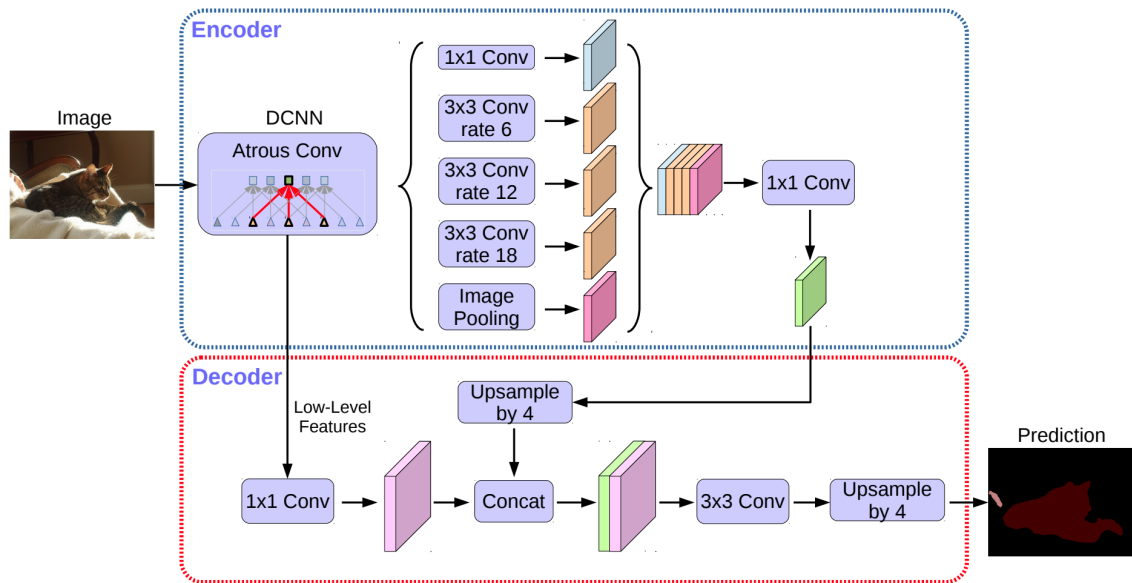 Encoder
Image
DCNN
Atrous Conv
1x1 Conv
3x3 Conv
rate 6
3x3 Conv
rate 12
3x3 Conv
rate 18
Image
Pooling
1x1 Conv
Decoder
Low-Level
Features
Upsample
by 4
1x1 Conv
Concat
3x3 Conv
Upsample
by 4
Prediction